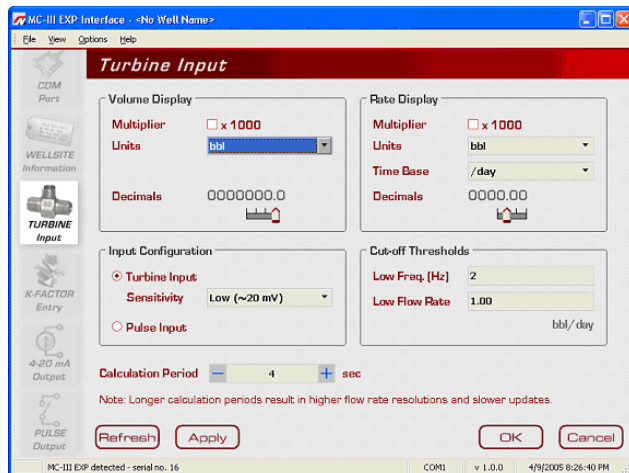 MC-III EXP Interface - <No Well Name>
File View Options Help
COM
Port
WELLSITE
Information
TURBINE
Input
K-FACTOR
Entry
4-20 mA
Output
PULSE
Output
Turbine Input
Volume Display
Multiplier x 1000
Units bbl
Decimals 0000000.0
Rate Display
Multiplier x 1000
Units bbl
Time Base /day
Decimals 0000.00
Input Configuration
Turbine Input
Sensitivity Low (~20 mV)
Pulse Input
Cut-off Thresholds
Low Freq. (Hz) 2
Low Flow Rate 1.00
bbl/day
Calculation Period − 4 + sec
Note: Longer calculation periods result in higher flow rate resolutions and slower updates.
Refresh Apply OK Cancel
MC-III EXP detected - serial no. 16 COM1 v 1.0.0 4/9/2005 8:26:40 PM